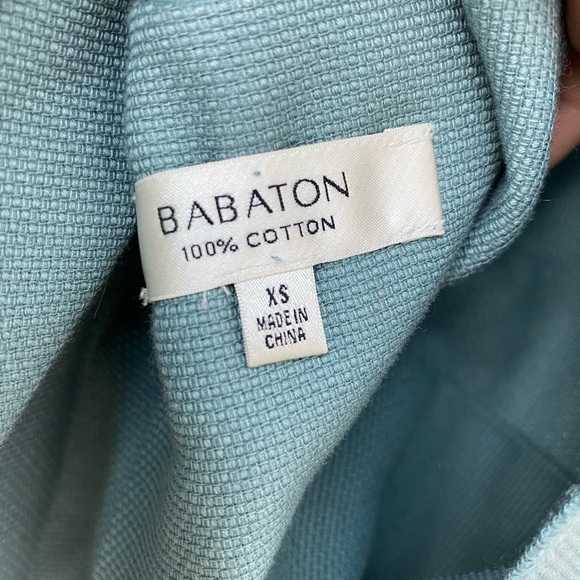 BABATON
100% COTTON
XS
MADE IN
CHINA